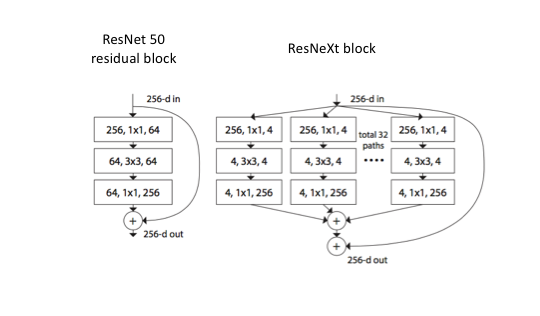 ResNet 50
residual block
ResNeXt block
256-d in
256, 1x1, 64
64, 3x3, 64
64, 1x1, 256
+
256-d out
256-d in
256, 1x1, 4
256, 1x1, 4
total 32
paths
....
256, 1x1, 4
4, 3x3, 4
4, 3x3, 4
4, 3x3, 4
4, 1x1, 256
4, 1x1, 256
4, 1x1, 256
+
+
256-d out